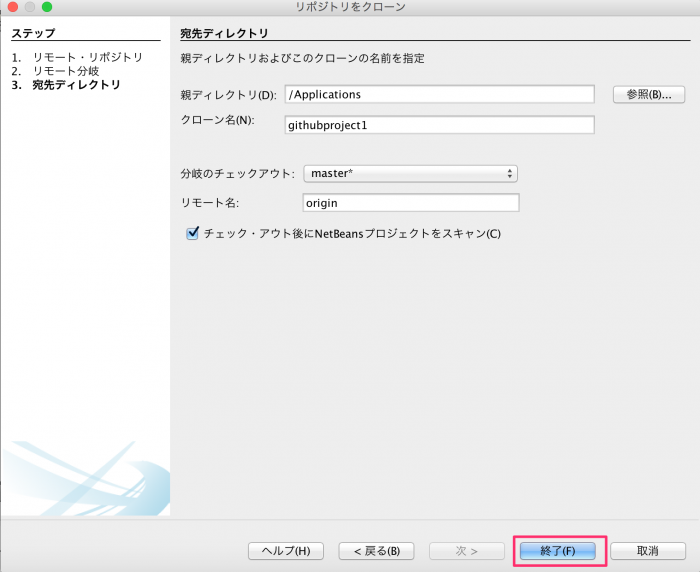 リポジトリをクローン
ステップ
1. リモート・リポジトリ
2. リモート分岐
3. 宛先ディレクトリ
宛先ディレクトリ
親ディレクトリおよびこのクローンの名前を指定
親ディレクトリ(D): /Applications 参照(B)...
クローン名(N): githubproject1
分岐のチェックアウト: master*
リモート名: origin
チェック・アウト後にNetBeansプロジェクトをスキャン(C)
ヘルプ(H) < 戻る(B) 次 > 終了(F) 取消